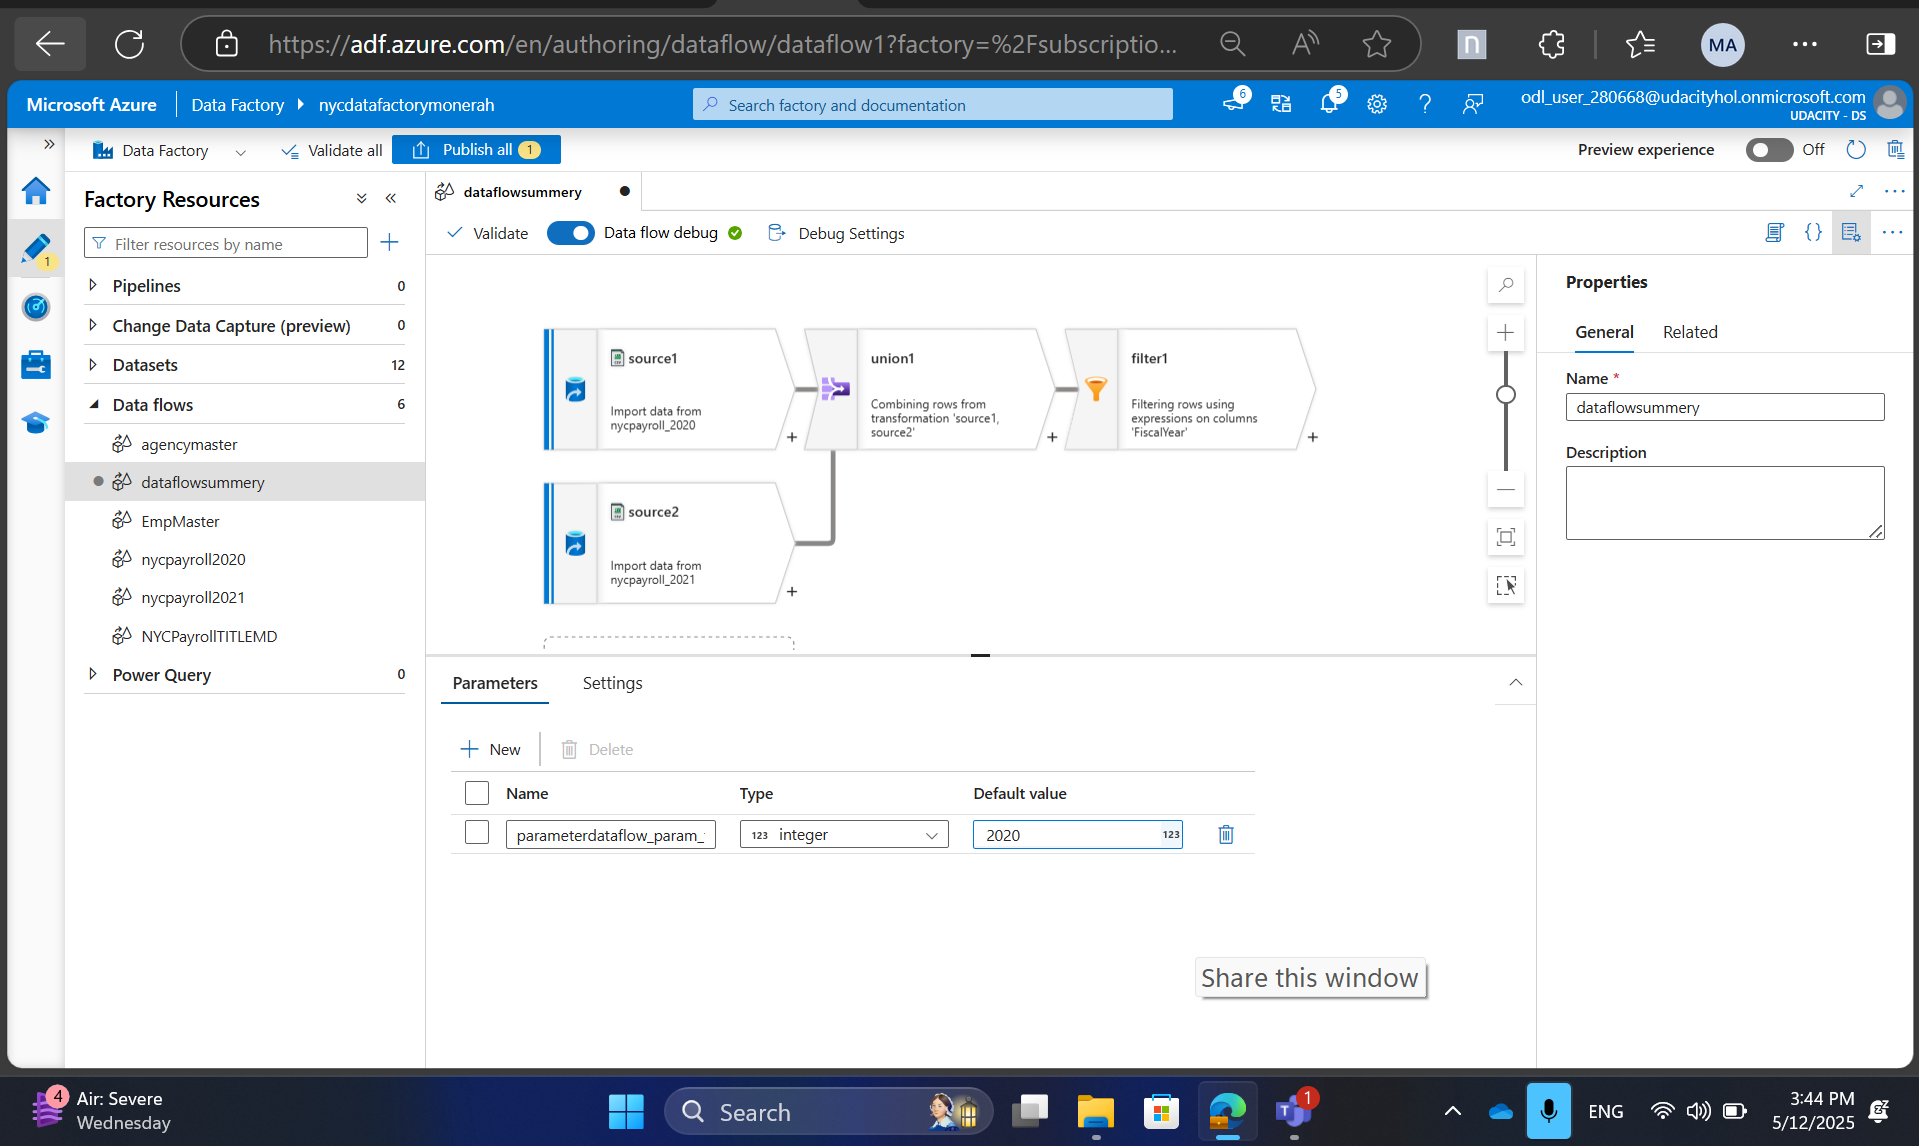 https://adf.azure.com/en/authoring/dataflow/dataflow1?factory=%2Fsubscriptio...
MA
Microsoft Azure
Data Factory
nycdatafactorymonerah
Search factory and documentation
6
5
odl_user_280668@udacityhol.onmicrosoft.com
UDACITY - DS
Data Factory
Validate all
Publish all 1
Preview experience
Off
Factory Resources
Filter resources by name
1
Pipelines 0
Change Data Capture (preview) 0
Datasets 12
Data flows 6
agencymaster
dataflowsummery
EmpMaster
nycpayroll2020
nycpayroll2021
NYCPayrollTITLEMD
Power Query 0
dataflowsummery
Validate
Data flow debug
Debug Settings
source1
Import data from
nycpayroll_2020
union1
Combining rows from
transformation 'source1,
source2'
filter1
Filtering rows using
expressions on columns
'FiscalYear'
source2
Import data from
nycpayroll_2021
Parameters
Settings
New
Delete
Name Type Default value
parameterdataflow_param_ 123 integer 2020 123
Properties
General Related
Name *
dataflowsummery
Description
Share this window
4
Air: Severe
Wednesday
Search
1
ENG
3:44 PM
5/12/2025